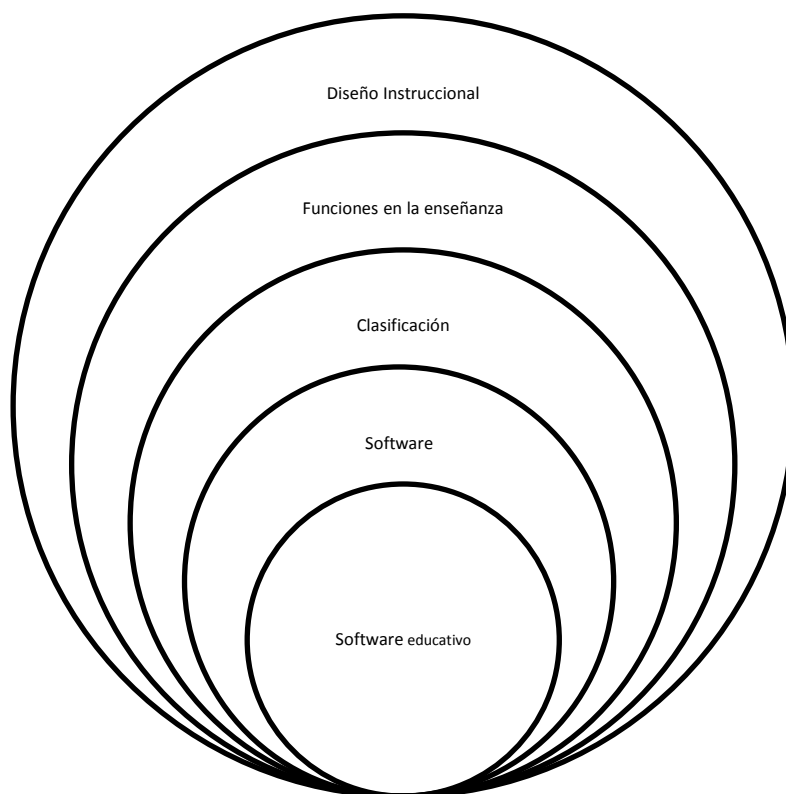 Diseño Instruccional
Funciones en la enseñanza
Clasificación
Software
Software educativo